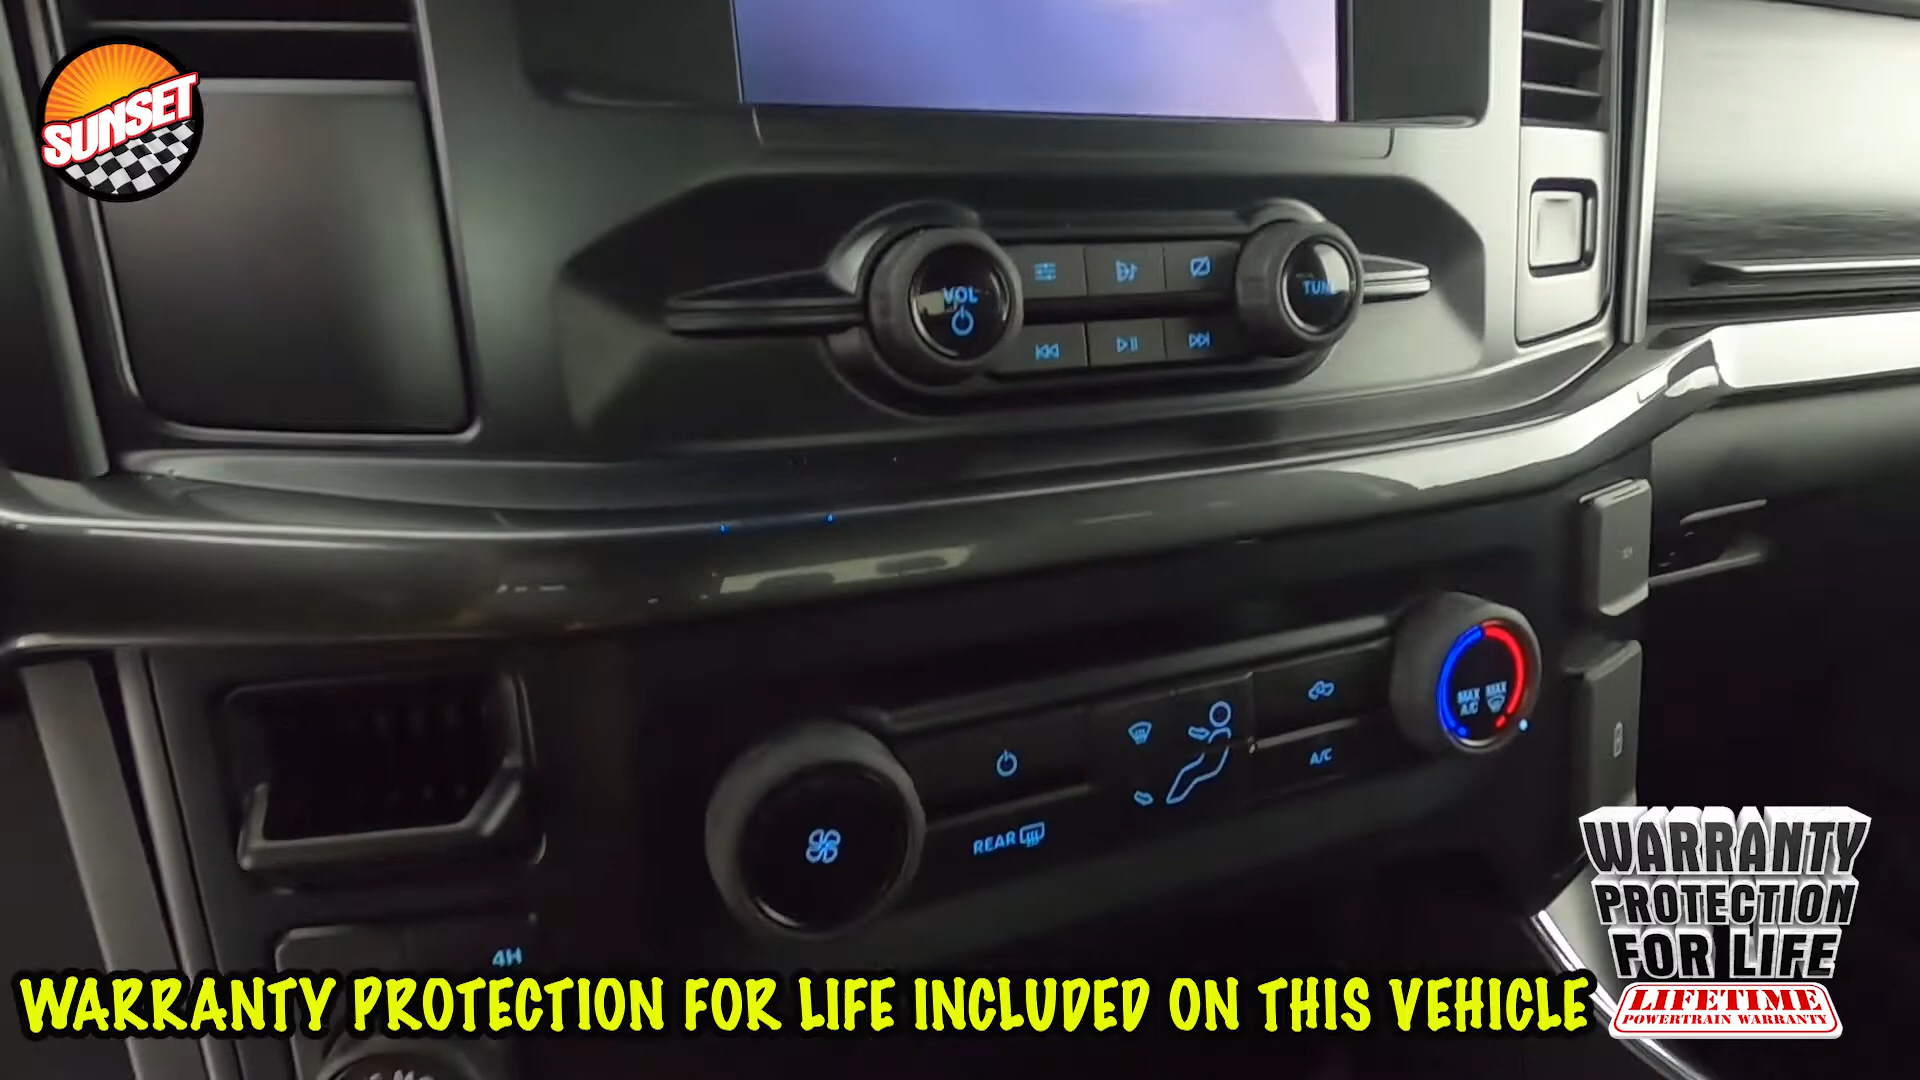 SUNSET
VOL
TUNE
MAX
A/C
MAX
A/C
REAR
4H
WARRANTY PROTECTION FOR LIFE INCLUDED ON THIS VEHICLE
WARRANTY
PROTECTION
FOR LIFE
LIFETIME
POWERTRAIN WARRANTY